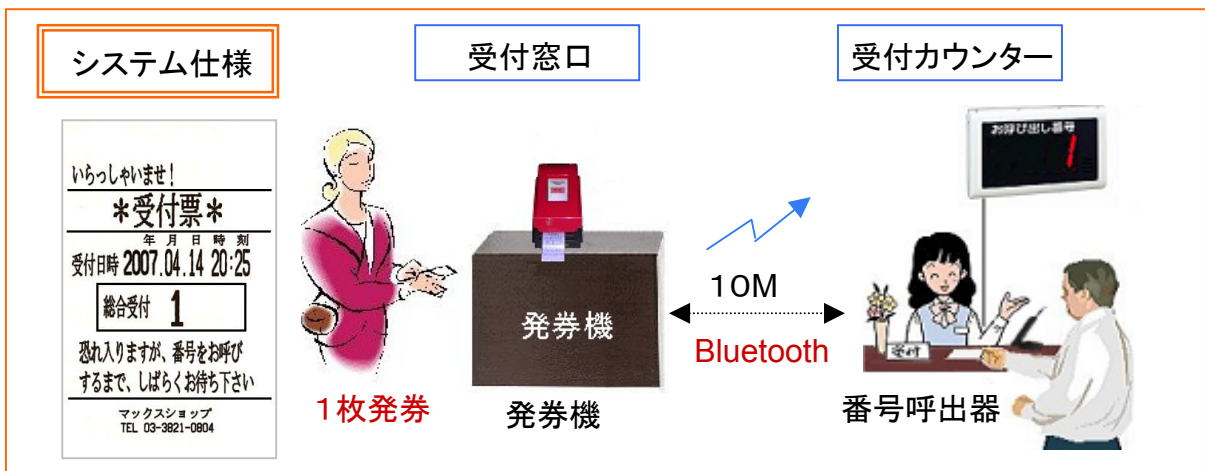 システム仕様
受付窓口
受付カウンター
いらっしゃいませ！
＊受付票＊
年 月 日 時 刻
受付日時 2007.04.14 20:25
総合受付 1
恐れ入りますが、番号をお呼び
するまで、しばらくお待ち下さい
マックスショップ
TEL 03-3821-0804
1枚発券
発券機
発券機
10M
Bluetooth
お呼び出し番号
1
受付
番号呼出器